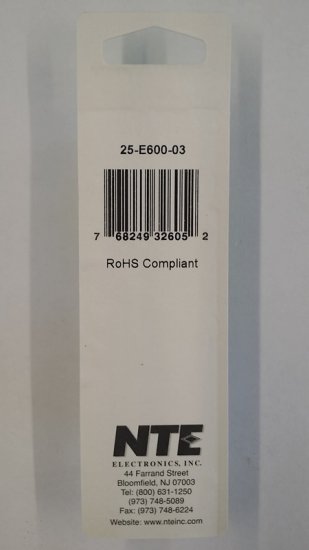 25-E600-03
7 68249 32605 2
RoHS Compliant
NTE
ELECTRONICS, INC.
44 Farrand Street
Bloomfield, NJ 07003
Tel: (800) 631-1250
(973) 748-5089
Fax: (973) 748-6224
Website: www.nteinc.com